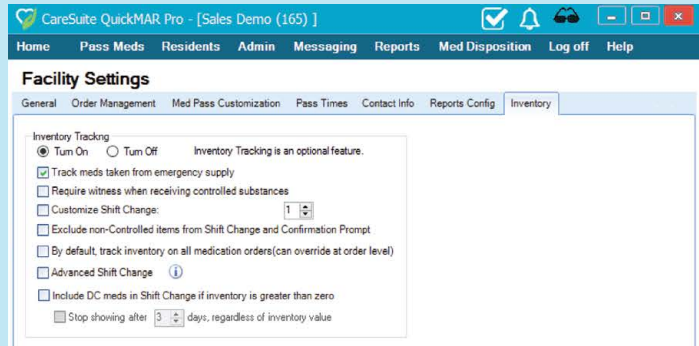 CareSuite QuickMAR Pro - [Sales Demo (165) ]
Home Pass Meds Residents Admin Messaging Reports Med Disposition Log off Help
Facility Settings
General Order Management Med Pass Customization Pass Times Contact Info Reports Config Inventory
Inventory Trackng
Turn On Turn Off Inventory Tracking is an optional feature.
Track meds taken from emergency supply
Require witness when receiving controlled substances
Customize Shift Change: 1
Exclude non-Controlled items from Shift Change and Confirmation Prompt
By default, track inventory on all medication orders(can override at order level)
Advanced Shift Change i
Include DC meds in Shift Change if inventory is greater than zero
Stop showing after 3 days, regardless of inventory value